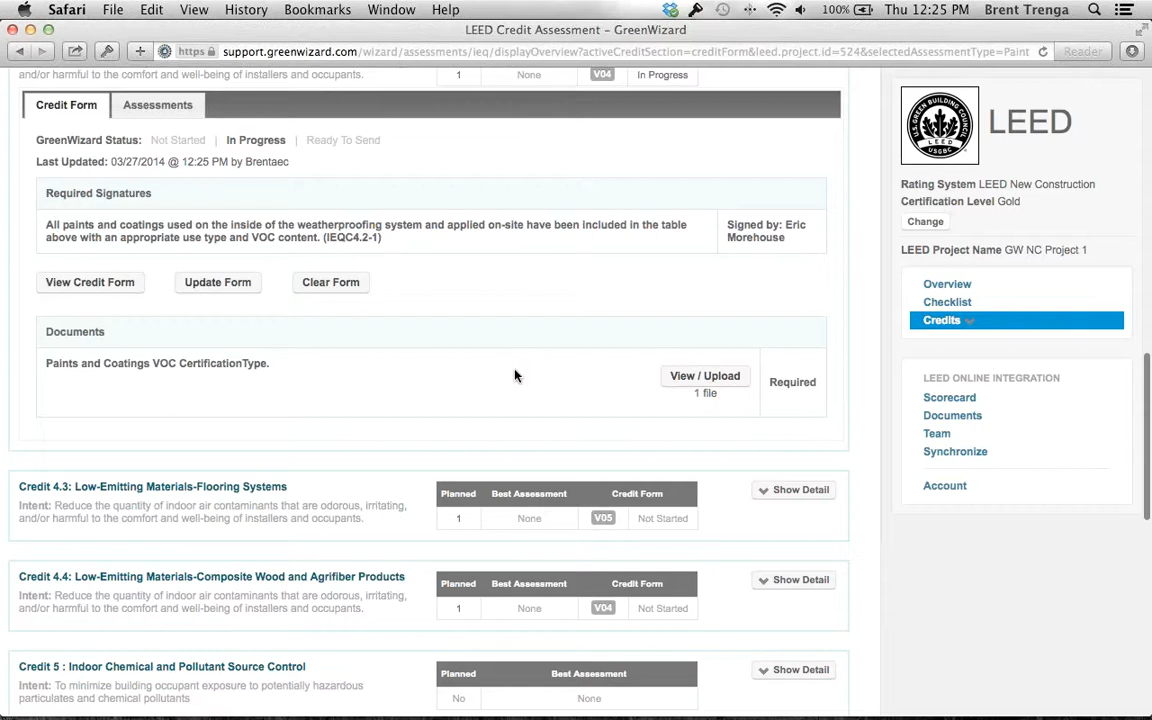 Safari File Edit View History Bookmarks Window Help 100% Thu 12:25 PM Brent Trenga
LEED Credit Assessment – GreenWizard
https support.greenwizard.com/wizard/assessments/ieq/displayOverview?activeCreditSection=creditForm&leed.project.id=524&selectedAssessmentType=Paint Reader
and/or harmful to the comfort and well-being of installers and occupants. 1 None V04 In Progress
Credit Form Assessments
GreenWizard Status: Not Started | In Progress | Ready To Send
Last Updated: 03/27/2014 @ 12:25 PM by Brentaec
Required Signatures
All paints and coatings used on the inside of the weatherproofing system and applied on-site have been included in the table
above with an appropriate use type and VOC content. (IEQC4.2-1)
Signed by: Eric
Morehouse
View Credit Form Update Form Clear Form
Documents
Paints and Coatings VOC CertificationType.
View / Upload
1 file
Required
Credit 4.3: Low-Emitting Materials-Flooring Systems
Intent: Reduce the quantity of indoor air contaminants that are odorous, irritating,
and/or harmful to the comfort and well-being of installers and occupants.
Planned Best Assessment Credit Form
1 None V05 Not Started
Show Detail
Credit 4.4: Low-Emitting Materials-Composite Wood and Agrifiber Products
Intent: Reduce the quantity of indoor air contaminants that are odorous, irritating,
and/or harmful to the comfort and well-being of installers and occupants.
Planned Best Assessment Credit Form
1 None V04 Not Started
Show Detail
Credit 5 : Indoor Chemical and Pollutant Source Control
Intent: To minimize building occupant exposure to potentially hazardous
particulates and chemical pollutants
Planned Best Assessment
No None
Show Detail
U.S. GREEN BUILDING COUNCIL
LEED
USGBC
LEED
Rating System LEED New Construction
Certification Level Gold
Change
LEED Project Name GW NC Project 1
Overview
Checklist
Credits
LEED ONLINE INTEGRATION
Scorecard
Documents
Team
Synchronize
Account